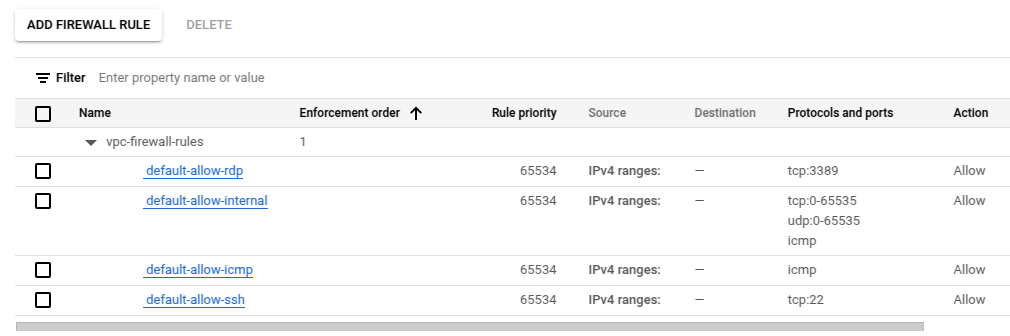 ADD FIREWALL RULE DELETE
Filter Enter property name or value
Name Enforcement order Rule priority Source Destination Protocols and ports Action
vpc-firewall-rules 1
default-allow-rdp 65534 IPv4 ranges: — tcp:3389 Allow
default-allow-internal 65534 IPv4 ranges: — tcp:0-65535 Allow
udp:0-65535
icmp
default-allow-icmp 65534 IPv4 ranges: — icmp Allow
default-allow-ssh 65534 IPv4 ranges: — tcp:22 Allow